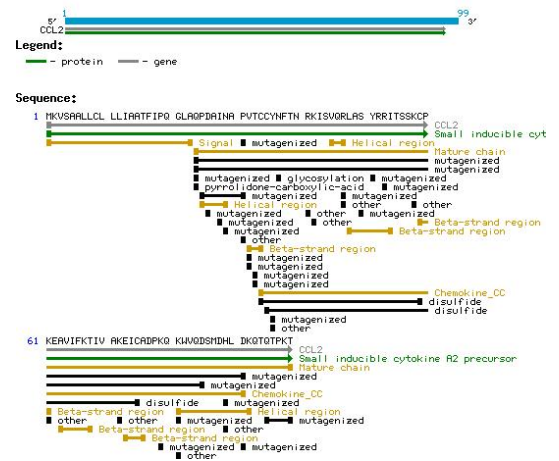 1 99
5' 3'
CCL2
Legend:
- protein - gene
Sequence:
1 MKVSAALLCL LLIAATFIPQ GLAQPDAINA PVTCCYNFTN RKISVQRLAS YRRITSSKCP
CCL2
Small inducible cyt
Signal mutagenized Helical region
Mature chain
mutagenized
mutagenized
mutagenized glycosylation mutagenized
pyrrolidone-carboxylic-acid mutagenized
mutagenized mutagenized
Helical region other other
mutagenized other mutagenized
mutagenized other Beta-strand region
mutagenized Beta-strand region
other
Beta-strand region
mutagenized
mutagenized
mutagenized
Chemokine_CC
disulfide
disulfide
mutagenized
other
61 KEAVIFKTIV AKEICADPKQ KWVQDSMDHL DKQTQTPKT
CCL2
Small inducible cytokine A2 precursor
Mature chain
mutagenized
mutagenized
Chemokine_CC
disulfide mutagenized
Beta-strand region Helical region
other other mutagenized mutagenized
Beta-strand region other
Beta-strand region
mutagenized mutagenized
other